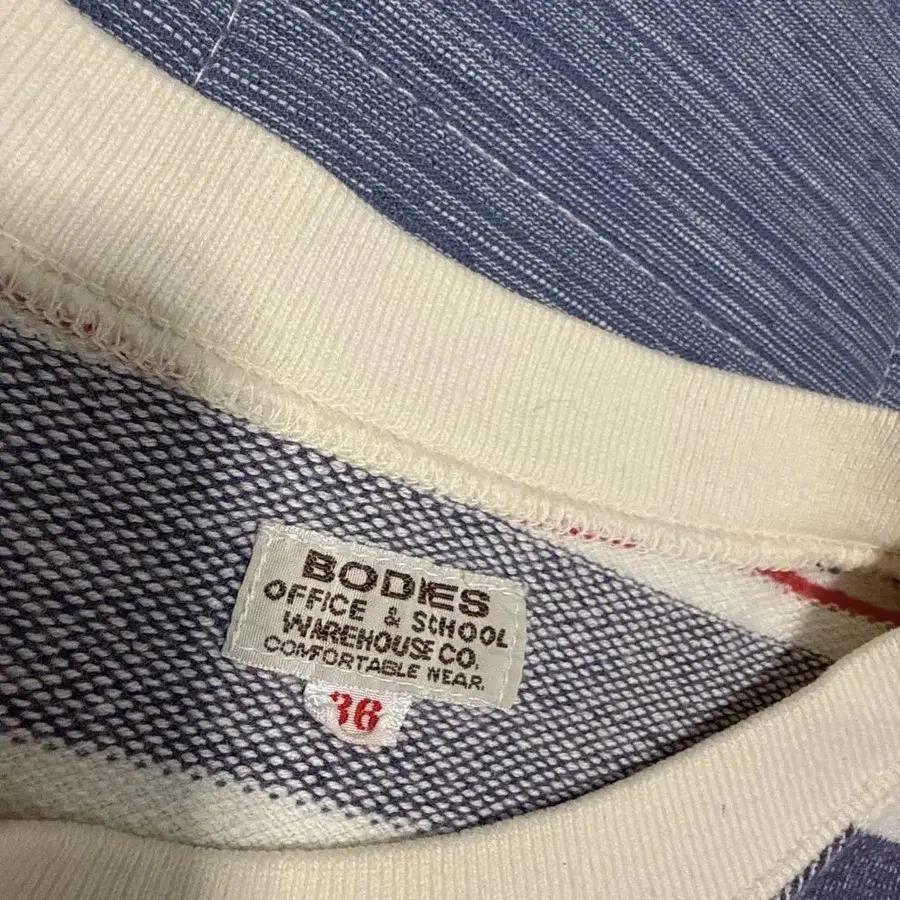 BODIES
OFFICE & SCHOOL
WAREHOUSE CO.
COMFORTABLE WEAR.
36